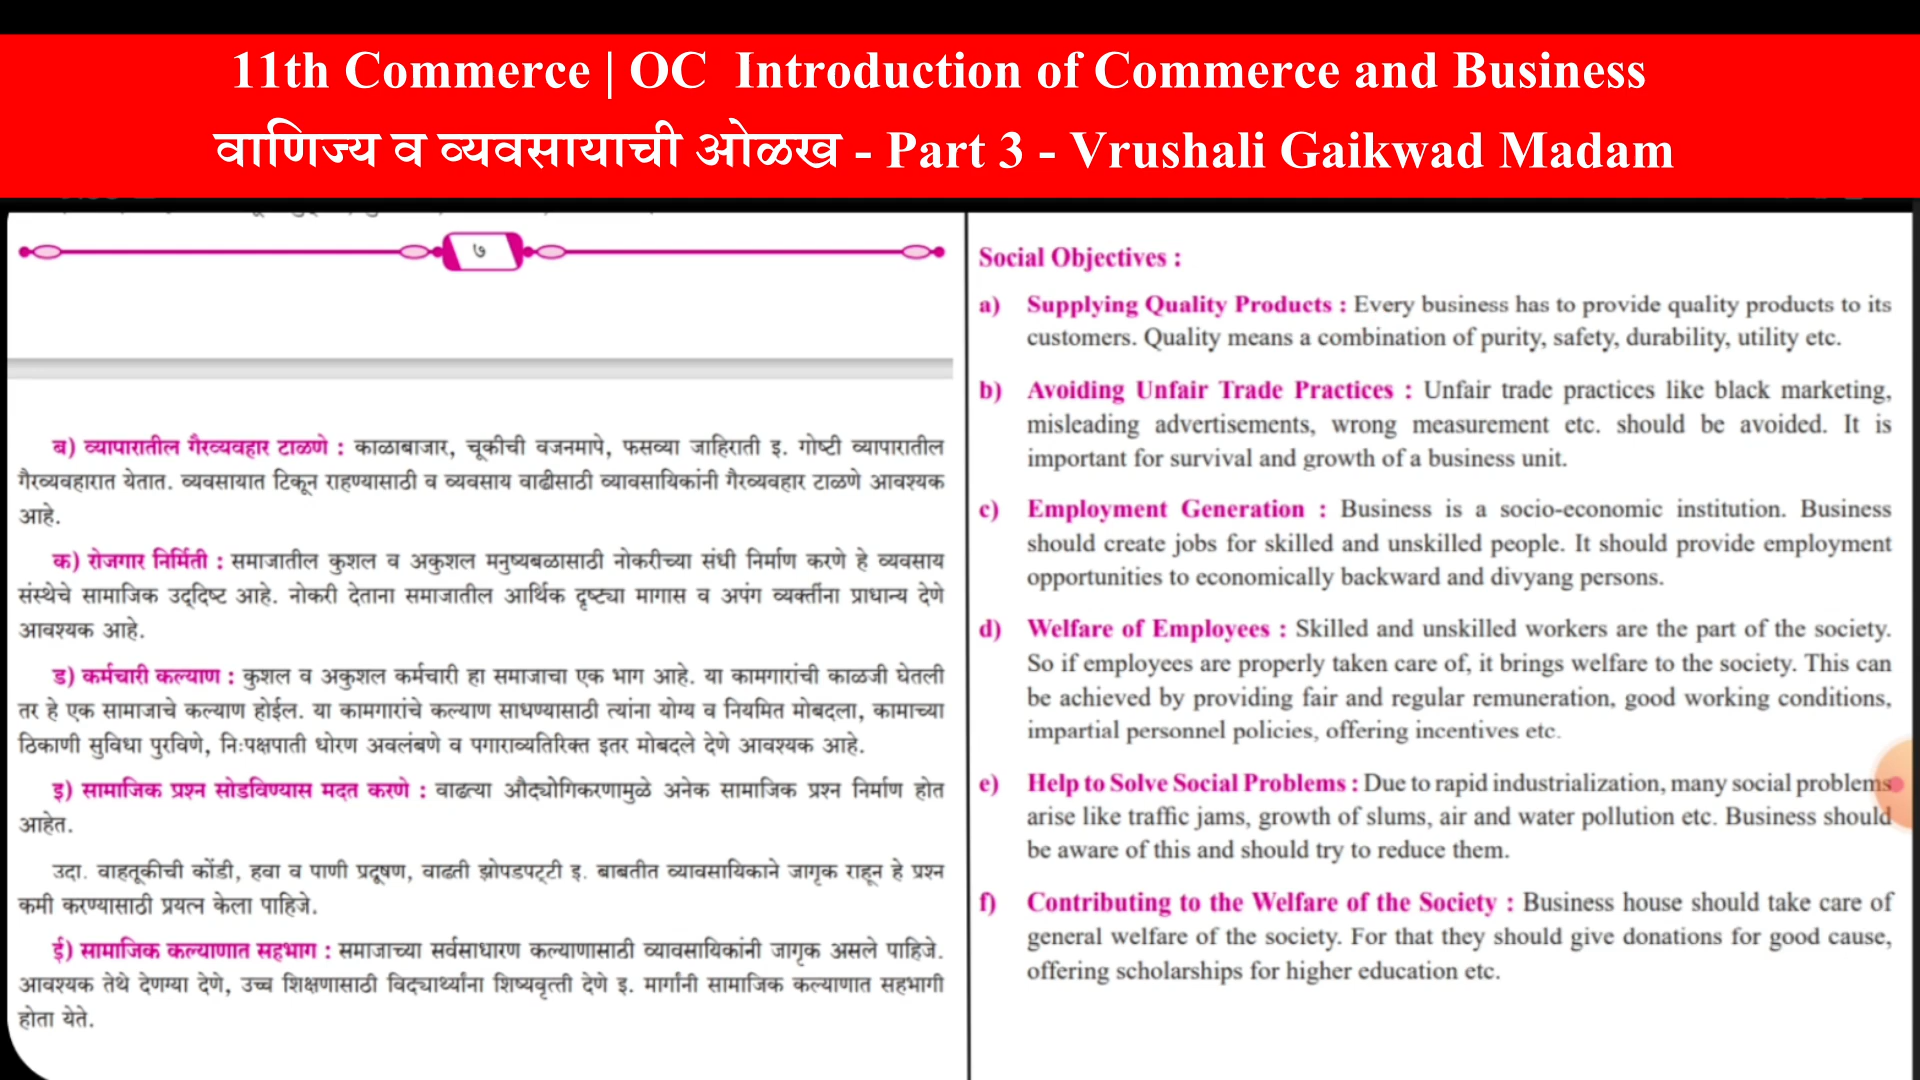 11th Commerce | OC  Introduction of Commerce and Business
वाणिज्य व व्यवसायाची ओळख - Part 3 - Vrushali Gaikwad Madam
७
ब) व्यापारातील गैरव्यवहार टाळणे : काळाबाजार, चूकीची वजनमापे, फसव्या जाहिराती इ. गोष्टी व्यापारातील
गैरव्यवहारात येतात. व्यवसायात टिकून राहण्यासाठी व व्यवसाय वाढीसाठी व्यावसायिकांनी गैरव्यवहार टाळणे आवश्यक
आहे.
क) रोजगार निर्मिती : समाजातील कुशल व अकुशल मनुष्यबळासाठी नोकरीच्या संधी निर्माण करणे हे व्यवसाय
संस्थेचे सामाजिक उद्‌दिष्ट आहे. नोकरी देताना समाजातील आर्थिक दृष्ट्या मागास व अपंग व्यक्तींना प्राधान्य देणे
आवश्यक आहे.
ड) कर्मचारी कल्याण : कुशल व अकुशल कर्मचारी हा समाजाचा एक भाग आहे. या कामगारांची काळजी घेतली
तर हे एक सामाजाचे कल्याण होईल. या कामगारांचे कल्याण साधण्यासाठी त्यांना योग्य व नियमित मोबदला, कामाच्या
ठिकाणी सुविधा पुरविणे, निःपक्षपाती धोरण अवलंबणे व पगाराव्यतिरिक्त इतर मोबदले देणे आवश्यक आहे.
इ) सामाजिक प्रश्न सोडविण्यास मदत करणे : वाढत्या औद्योगिकरणामुळे अनेक सामाजिक प्रश्न निर्माण होत
आहेत.
उदा. वाहतूकीची कोंडी, हवा व पाणी प्रदूषण, वाढती झोपडपट्‌टी इ. बाबतीत व्यावसायिकाने जागृक राहून हे प्रश्न
कमी करण्यासाठी प्रयत्न केला पाहिजे.
ई) सामाजिक कल्याणात सहभाग : समाजाच्या सर्वसाधारण कल्याणासाठी व्यावसायिकांनी जागृक असले पाहिजे.
आवश्यक तेथे देणग्या देणे, उच्च शिक्षणासाठी विद्यार्थ्यांना शिष्यवृत्ती देणे इ. मार्गांनी सामाजिक कल्याणात सहभागी
होता येते.
Social Objectives :
a) Supplying Quality Products : Every business has to provide quality products to its
customers. Quality means a combination of purity, safety, durability, utility etc.
b) Avoiding Unfair Trade Practices : Unfair trade practices like black marketing,
misleading advertisements, wrong measurement etc. should be avoided. It is
important for survival and growth of a business unit.
c) Employment Generation : Business is a socio-economic institution. Business
should create jobs for skilled and unskilled people. It should provide employment
opportunities to economically backward and divyang persons.
d) Welfare of Employees : Skilled and unskilled workers are the part of the society.
So if employees are properly taken care of, it brings welfare to the society. This can
be achieved by providing fair and regular remuneration, good working conditions,
impartial personnel policies, offering incentives etc.
e) Help to Solve Social Problems : Due to rapid industrialization, many social problems
arise like traffic jams, growth of slums, air and water pollution etc. Business should
be aware of this and should try to reduce them.
f) Contributing to the Welfare of the Society : Business house should take care of
general welfare of the society. For that they should give donations for good cause,
offering scholarships for higher education etc.